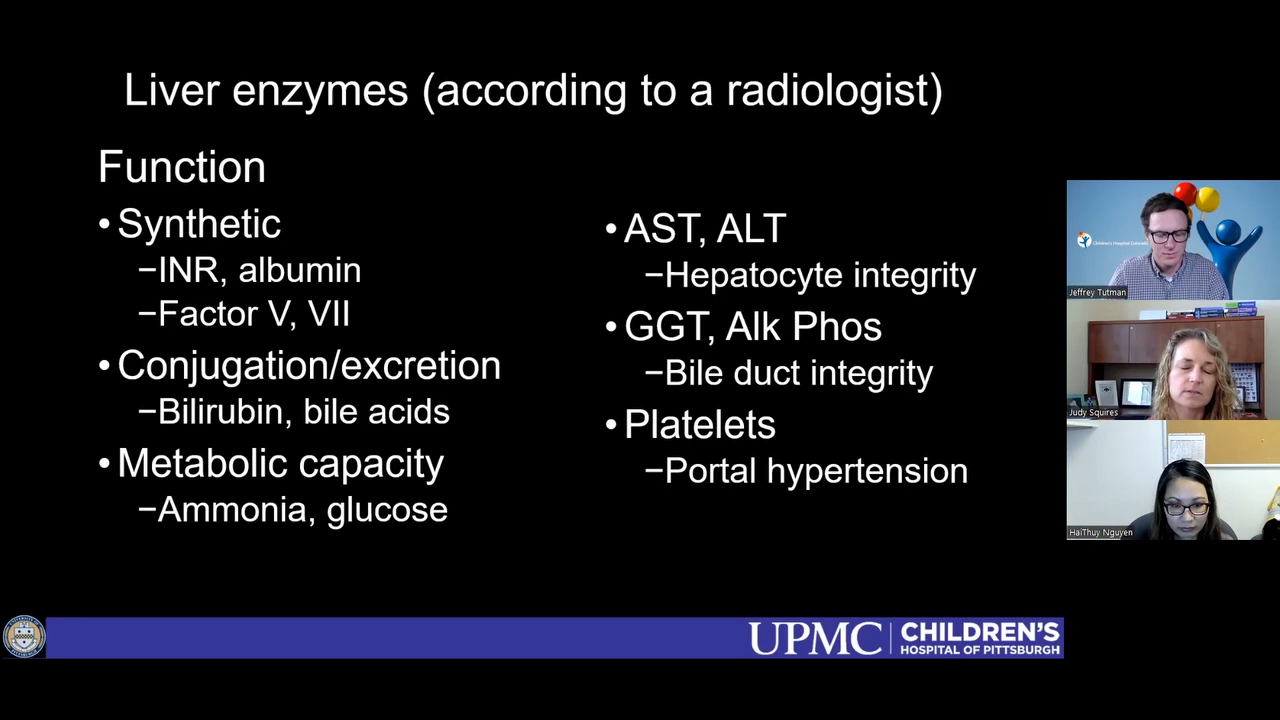 Liver enzymes (according to a radiologist)
Function
•Synthetic
−INR, albumin
−Factor V, VII
•Conjugation/excretion
−Bilirubin, bile acids
•Metabolic capacity
−Ammonia, glucose
•AST, ALT
−Hepatocyte integrity
•GGT, Alk Phos
−Bile duct integrity
•Platelets
−Portal hypertension
Jeffrey Tutman
Judy Squires
HaiThuy Nguyen
UPMC
CHILDREN'S
HOSPITAL OF PITTSBURGH